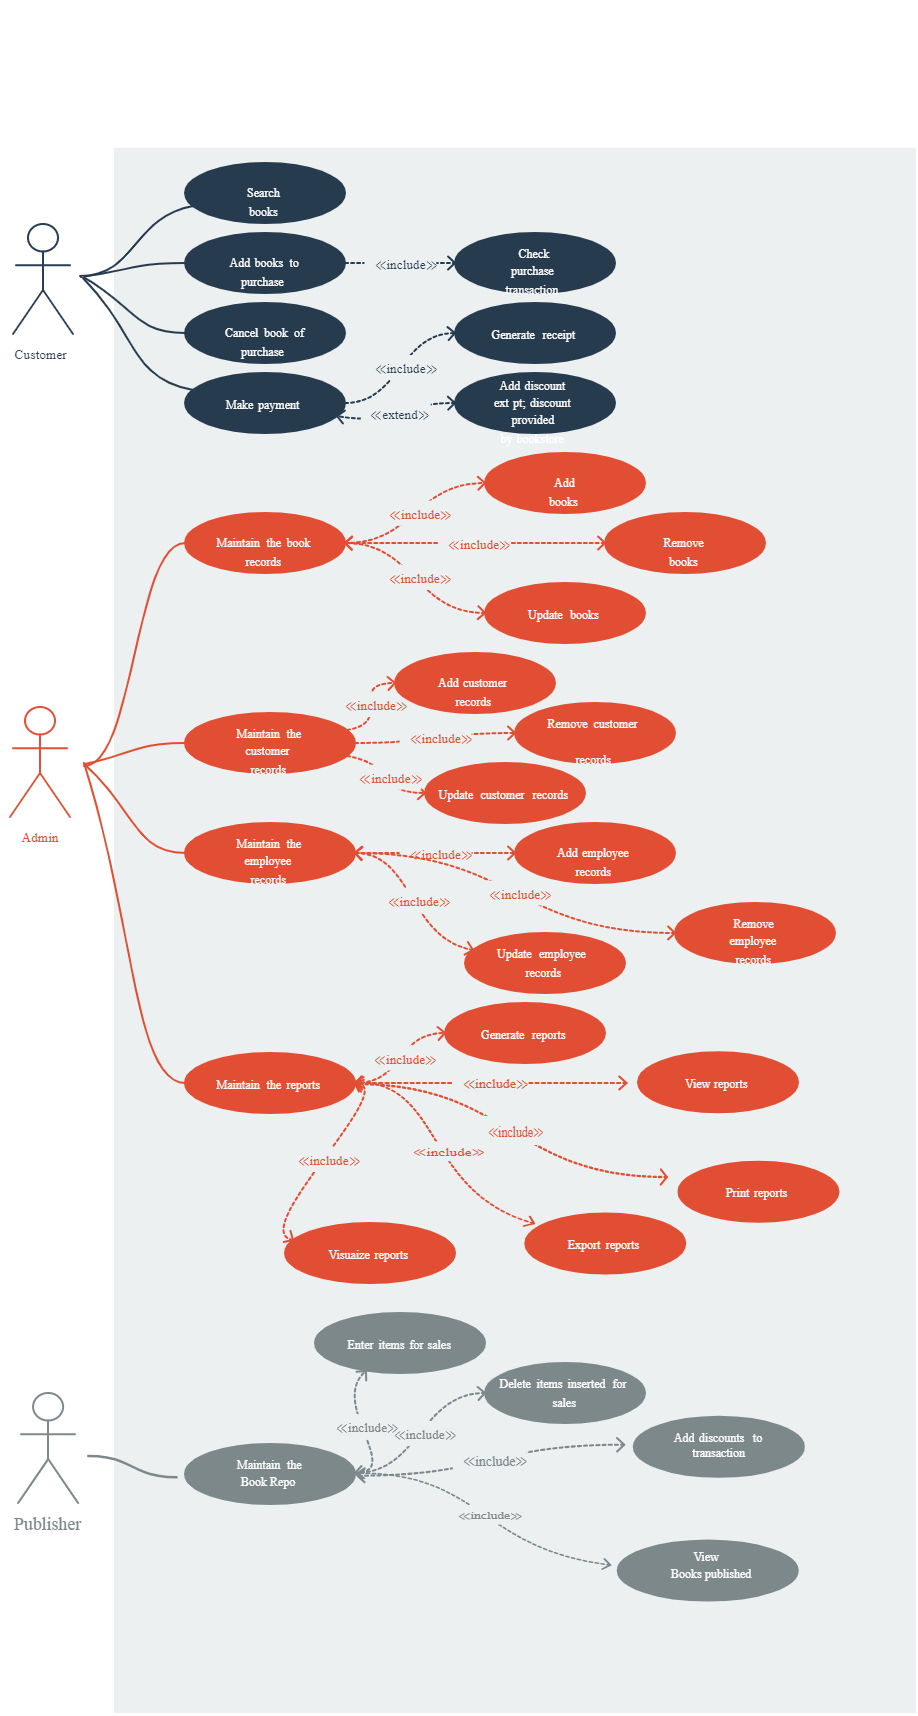 Search
books
Add books to
purchase
<<include>>
Check
purchase
transaction
Customer
Cancel book of
purchase
Generate receipt
<<include>>
Make payment
<<extend>>
Add discount
ext pt; discount
provided
by bookstore
Add
books
<<include>>
Maintain the book
records
<<include>>
Remove
books
<<include>>
Update books
Add customer
records
<<include>>
Maintain the
customer
records
<<include>>
Remove customer
records
<<include>>
Update customer records
Admin
Maintain the
employee
records
<<include>>
Add employee
records
<<include>>
<<include>>
Remove
employee
records
Update employee
records
Generate reports
<<include>>
Maintain the reports
<<include>>
View reports
<<include>>
<<include>>
<<include>>
Print reports
Export reports
Visuaize reports
Enter items for sales
Delete items inserted for
sales
<<include>>
<<include>>
Add discounts to
transaction
<<include>>
Maintain the
Book Repo
Publisher
<<include>>
View
Books published